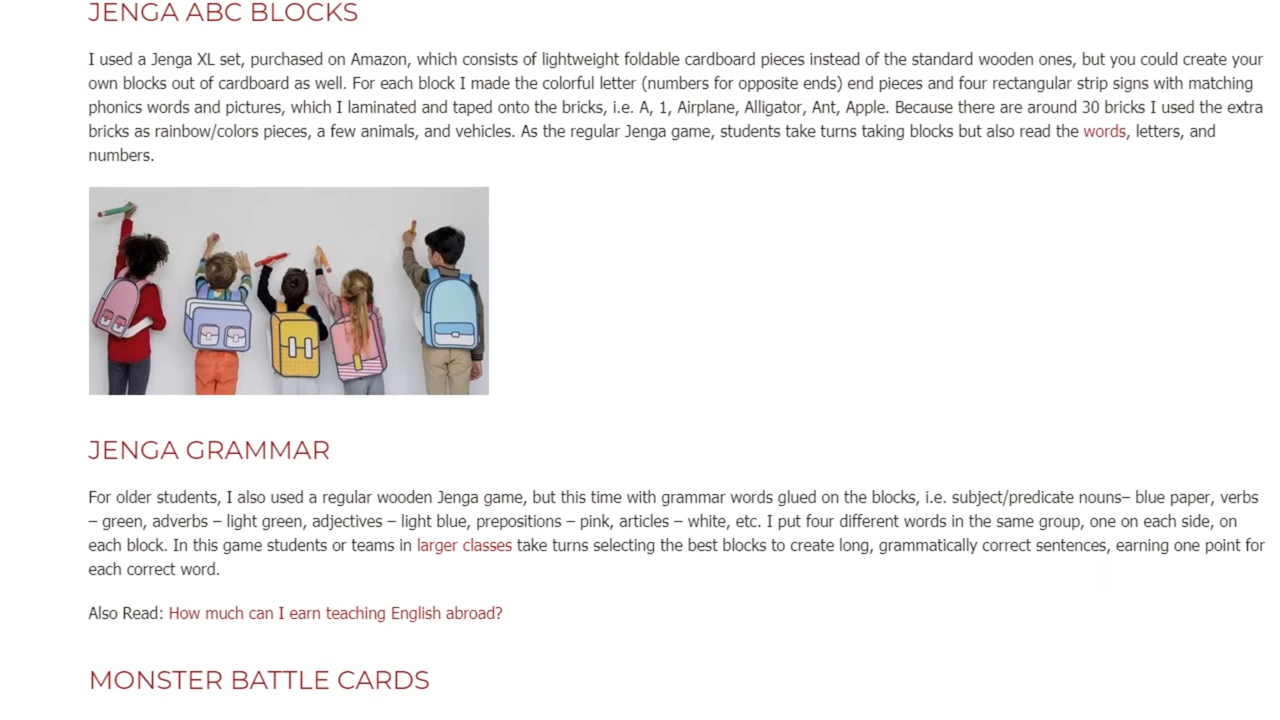 JENGA ABC BLOCKS
I used a Jenga XL set, purchased on Amazon, which consists of lightweight foldable cardboard pieces instead of the standard wooden ones, but you could create your
own blocks out of cardboard as well. For each block I made the colorful letter (numbers for opposite ends) end pieces and four rectangular strip signs with matching
phonics words and pictures, which I laminated and taped onto the bricks, i.e. A, 1, Airplane, Alligator, Ant, Apple. Because there are around 30 bricks I used the extra
bricks as rainbow/colors pieces, a few animals, and vehicles. As the regular Jenga game, students take turns taking blocks but also read the words, letters, and
numbers.
JENGA GRAMMAR
For older students, I also used a regular wooden Jenga game, but this time with grammar words glued on the blocks, i.e. subject/predicate nouns– blue paper, verbs
– green, adverbs – light green, adjectives – light blue, prepositions – pink, articles – white, etc. I put four different words in the same group, one on each side, on
each block. In this game students or teams in larger classes take turns selecting the best blocks to create long, grammatically correct sentences, earning one point for
each correct word.
Also Read: How much can I earn teaching English abroad?
MONSTER BATTLE CARDS